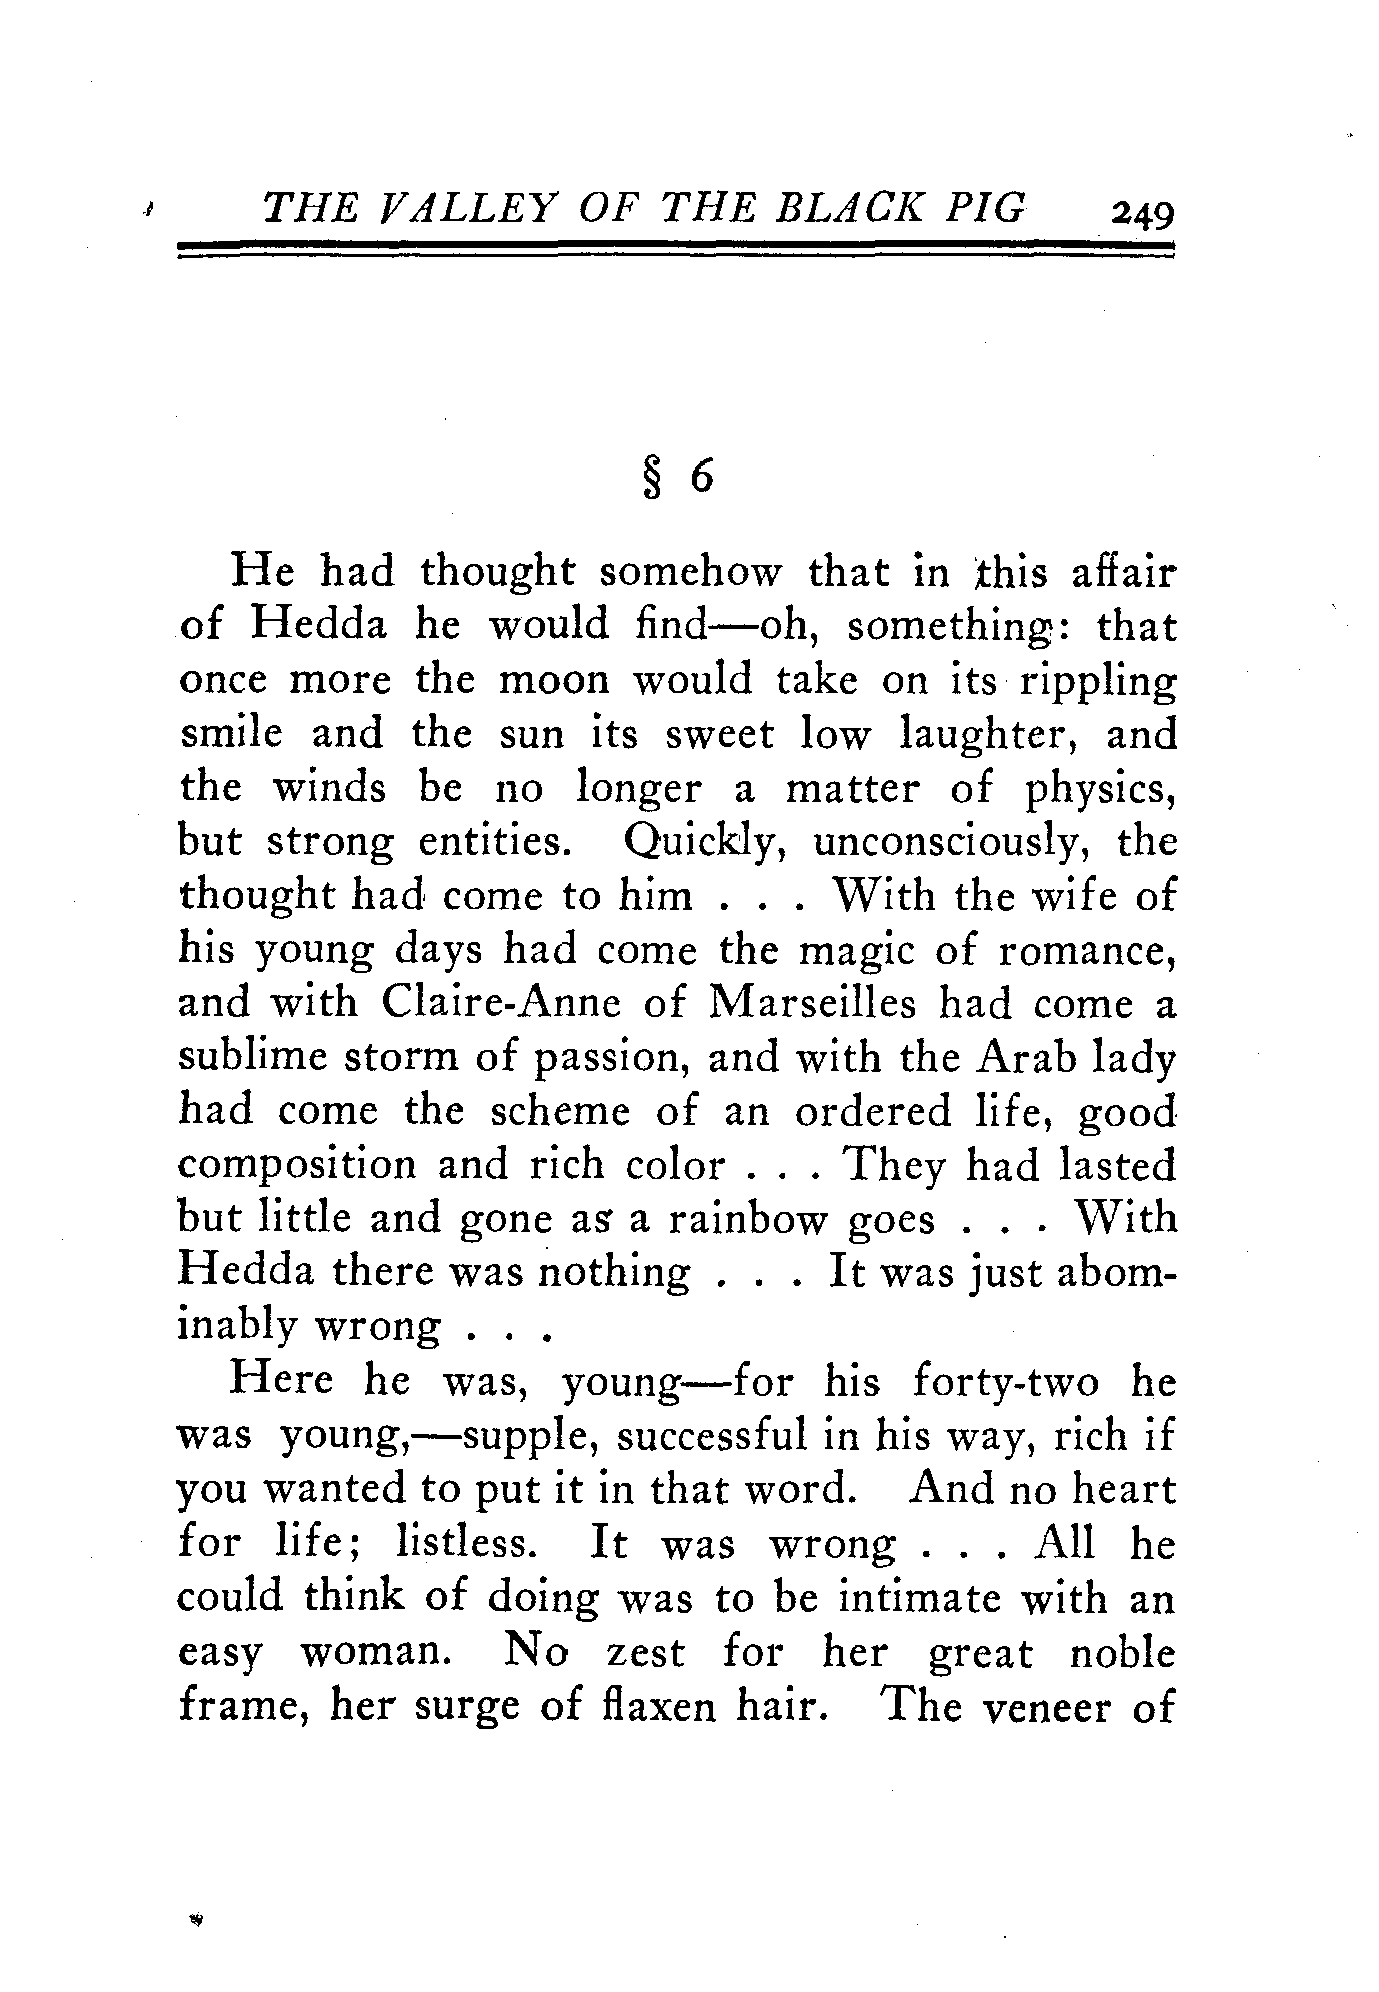 THE VALLEY OF THE BLACK PIG 249
§ 6
He had thought somehow that in this affair
of Hedda he would find—oh, something: that
once more the moon would take on its rippling
smile and the sun its sweet low laughter, and
the winds be no longer a matter of physics,
but strong entities. Quickly, unconsciously, the
thought had come to him . . . With the wife of
his young days had come the magic of romance,
and with Claire-Anne of Marseilles had come a
sublime storm of passion, and with the Arab lady
had come the scheme of an ordered life, good
composition and rich color . . . They had lasted
but little and gone as a rainbow goes . . . With
Hedda there was nothing . . . It was just abom-
inably wrong . . .
Here he was, young—for his forty-two he
was young,—supple, successful in his way, rich if
you wanted to put it in that word. And no heart
for life; listless. It was wrong . . . All he
could think of doing was to be intimate with an
easy woman. No zest for her great noble
frame, her surge of flaxen hair. The veneer of